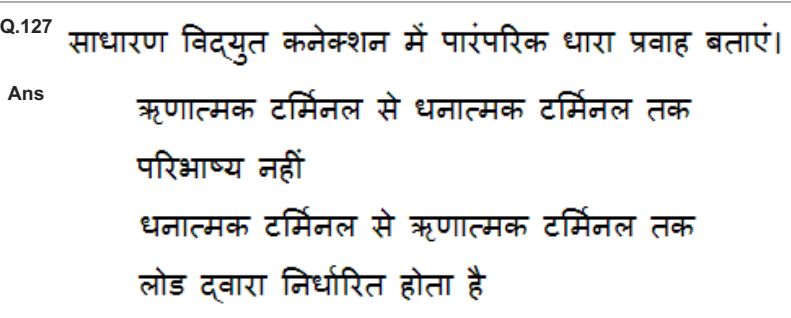 Q.127 साधारण विद्युत कनेक्शन में पारंपरिक धारा प्रवाह बताएं।
Ans ऋणात्मक टर्मिनल से धनात्मक टर्मिनल तक
परिभाष्य नहीं
धनात्मक टर्मिनल से ऋणात्मक टर्मिनल तक
लोड द्वारा निर्धारित होता है